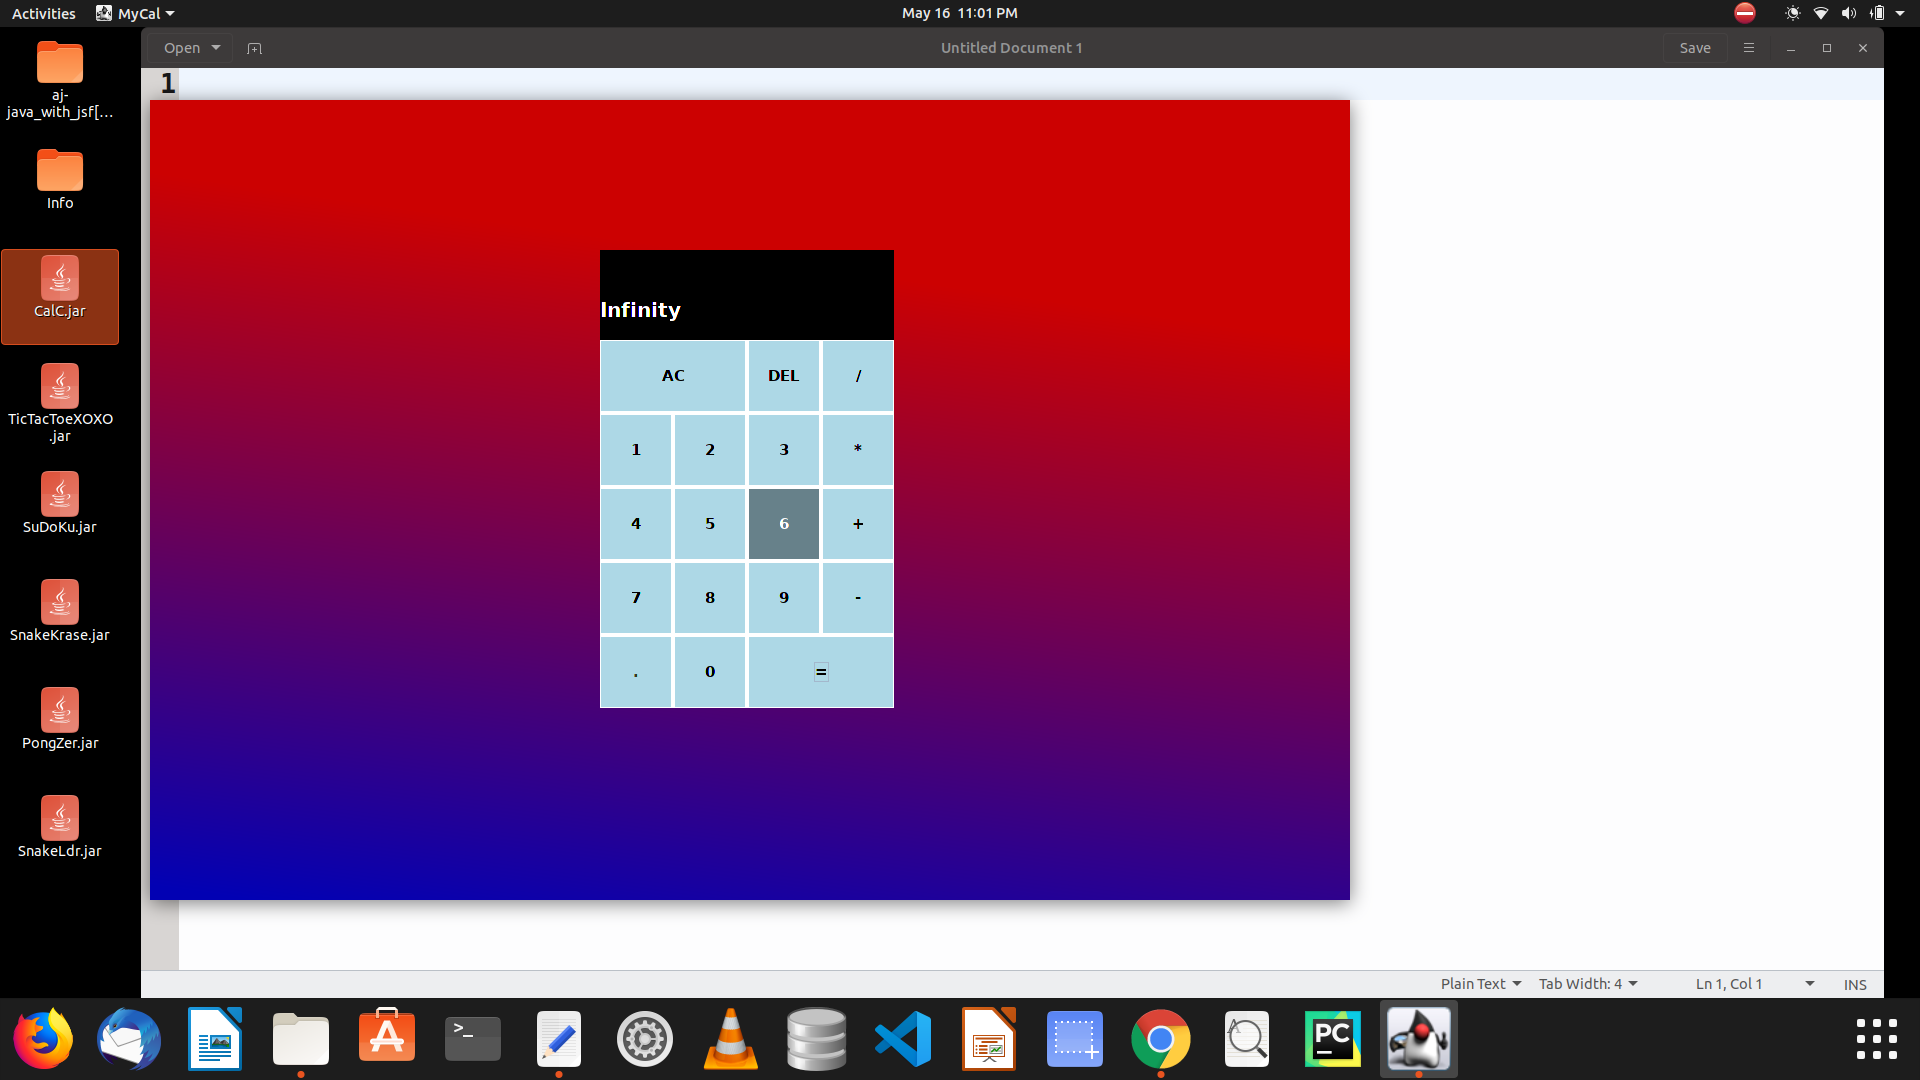 Activities MyCal May 16 11:01 PM
Open Untitled Document 1 Save
1
aj-
java_with_jsf[...
Info
CalC.jar
TicTacToeXOXO
.jar
SuDoKu.jar
SnakeKrase.jar
PongZer.jar
SnakeLdr.jar
Infinity
AC DEL /
1 2 3 *
4 5 6 +
7 8 9 -
. 0 =
Plain Text Tab Width: 4 Ln 1, Col 1 INS
>_
A
A
PC